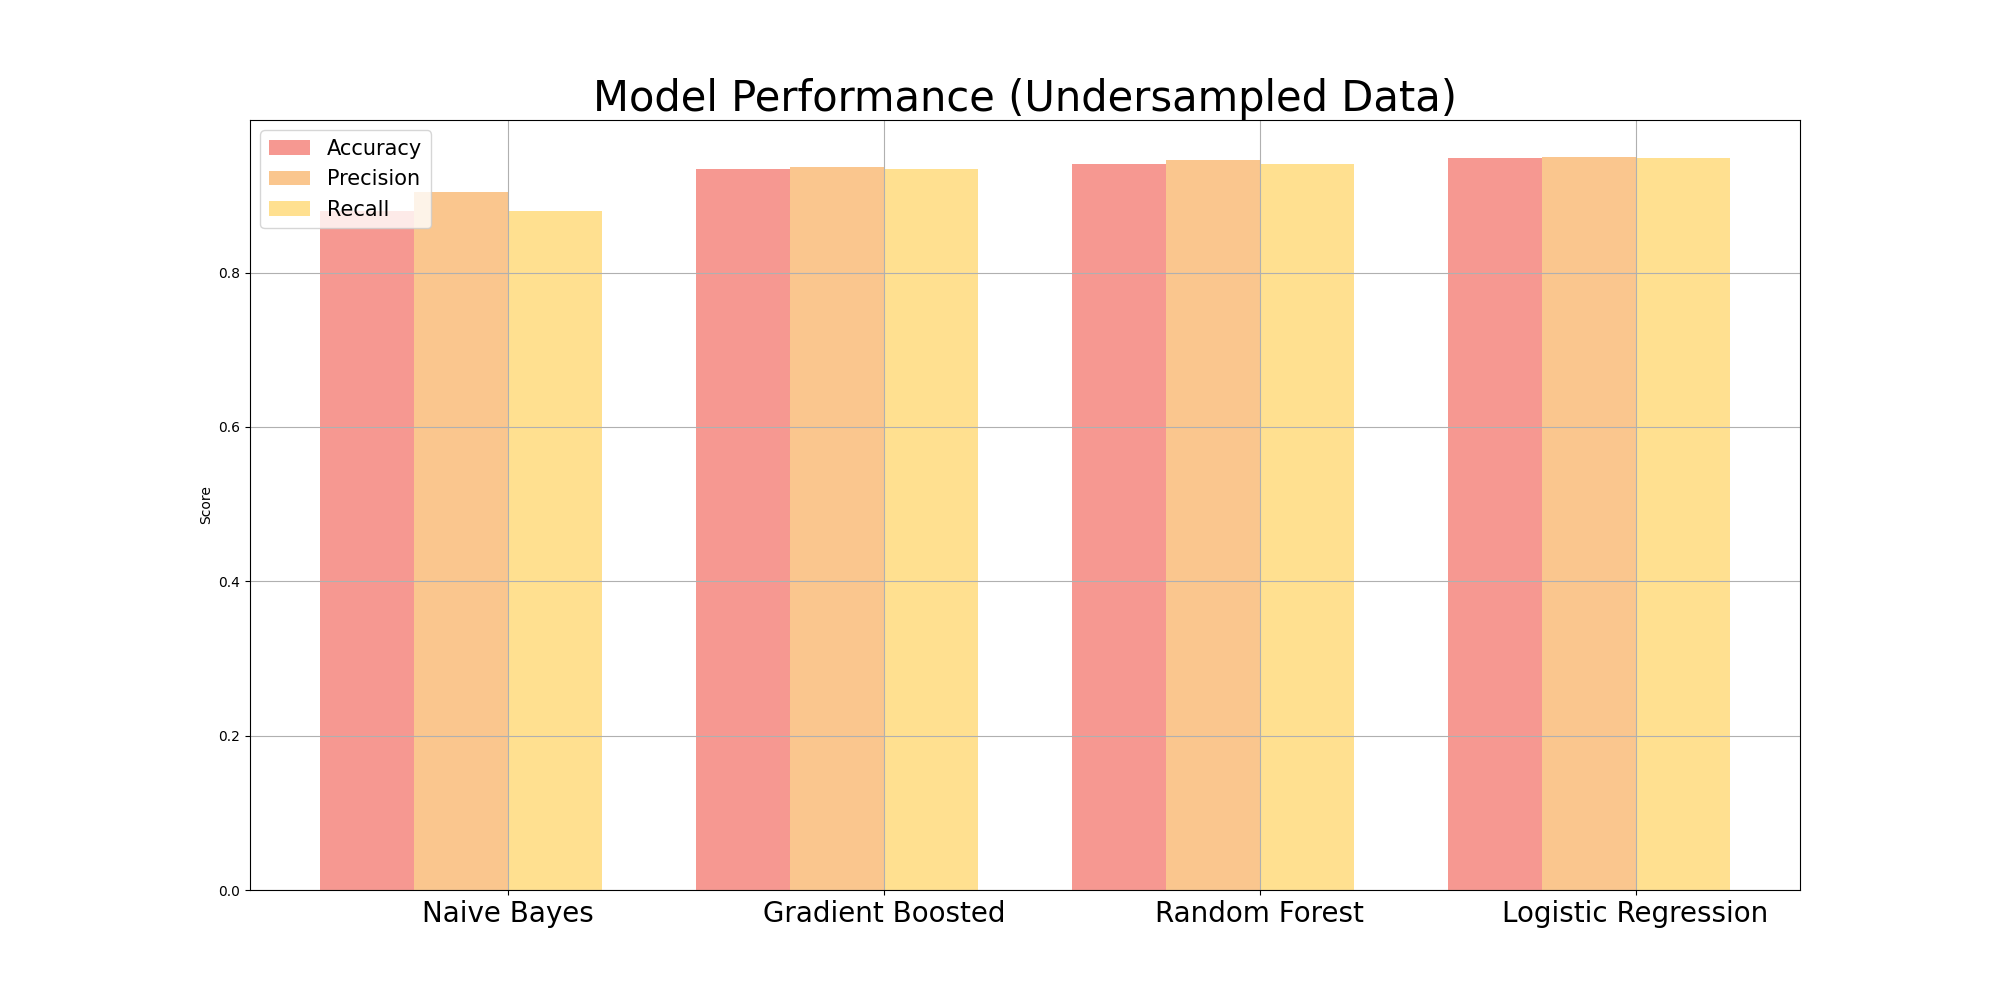 Model Performance (Undersampled Data)
Accuracy
Precision
Recall
0.8
0.6
0.4
0.2
0.0
Score
Naive Bayes
Gradient Boosted
Random Forest
Logistic Regression